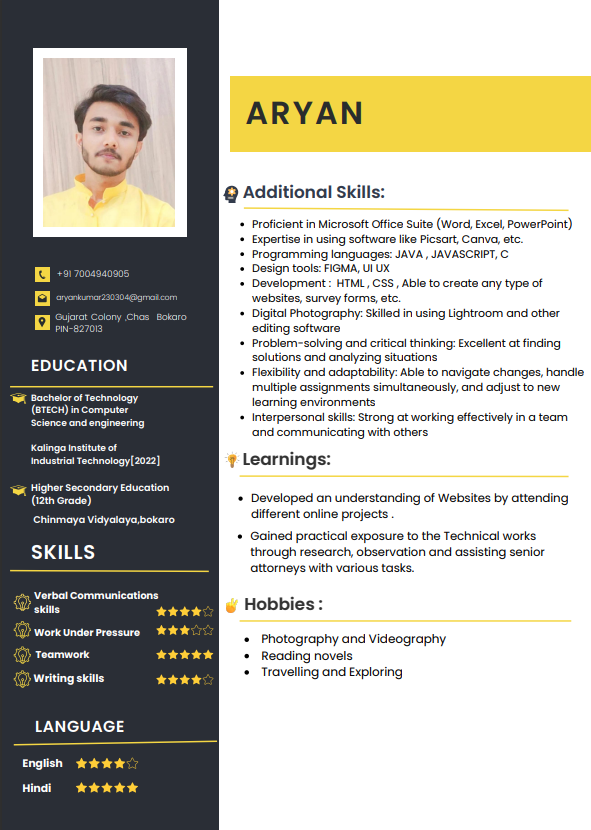 ARYAN
+91 7004940905
aryankumar230304@gmail.com
Gujarat Colony ,Chas Bokaro
PIN-827013
EDUCATION
Bachelor of Technology
(BTECH) in Computer
Science and engineering
Kalinga Institute of
Industrial Technology[2022]
Higher Secondary Education
(12th Grade)
Chinmaya Vidyalaya,bokaro
SKILLS
Verbal Communications
skills
Work Under Pressure
Teamwork
Writing skills
LANGUAGE
English
Hindi
Additional Skills:
• Proficient in Microsoft Office Suite (Word, Excel, PowerPoint)
• Expertise in using software like Picsart, Canva, etc.
• Programming languages: JAVA , JAVASCRIPT, C
• Design tools: FIGMA, UI UX
• Development : HTML , CSS , Able to create any type of
websites, survey forms, etc.
• Digital Photography: Skilled in using Lightroom and other
editing software
• Problem-solving and critical thinking: Excellent at finding
solutions and analyzing situations
• Flexibility and adaptability: Able to navigate changes, handle
multiple assignments simultaneously, and adjust to new
learning environments
• Interpersonal skills: Strong at working effectively in a team
and communicating with others
Learnings:
• Developed an understanding of Websites by attending
different online projects .
• Gained practical exposure to the Technical works
through research, observation and assisting senior
attorneys with various tasks.
Hobbies :
• Photography and Videography
• Reading novels
• Travelling and Exploring